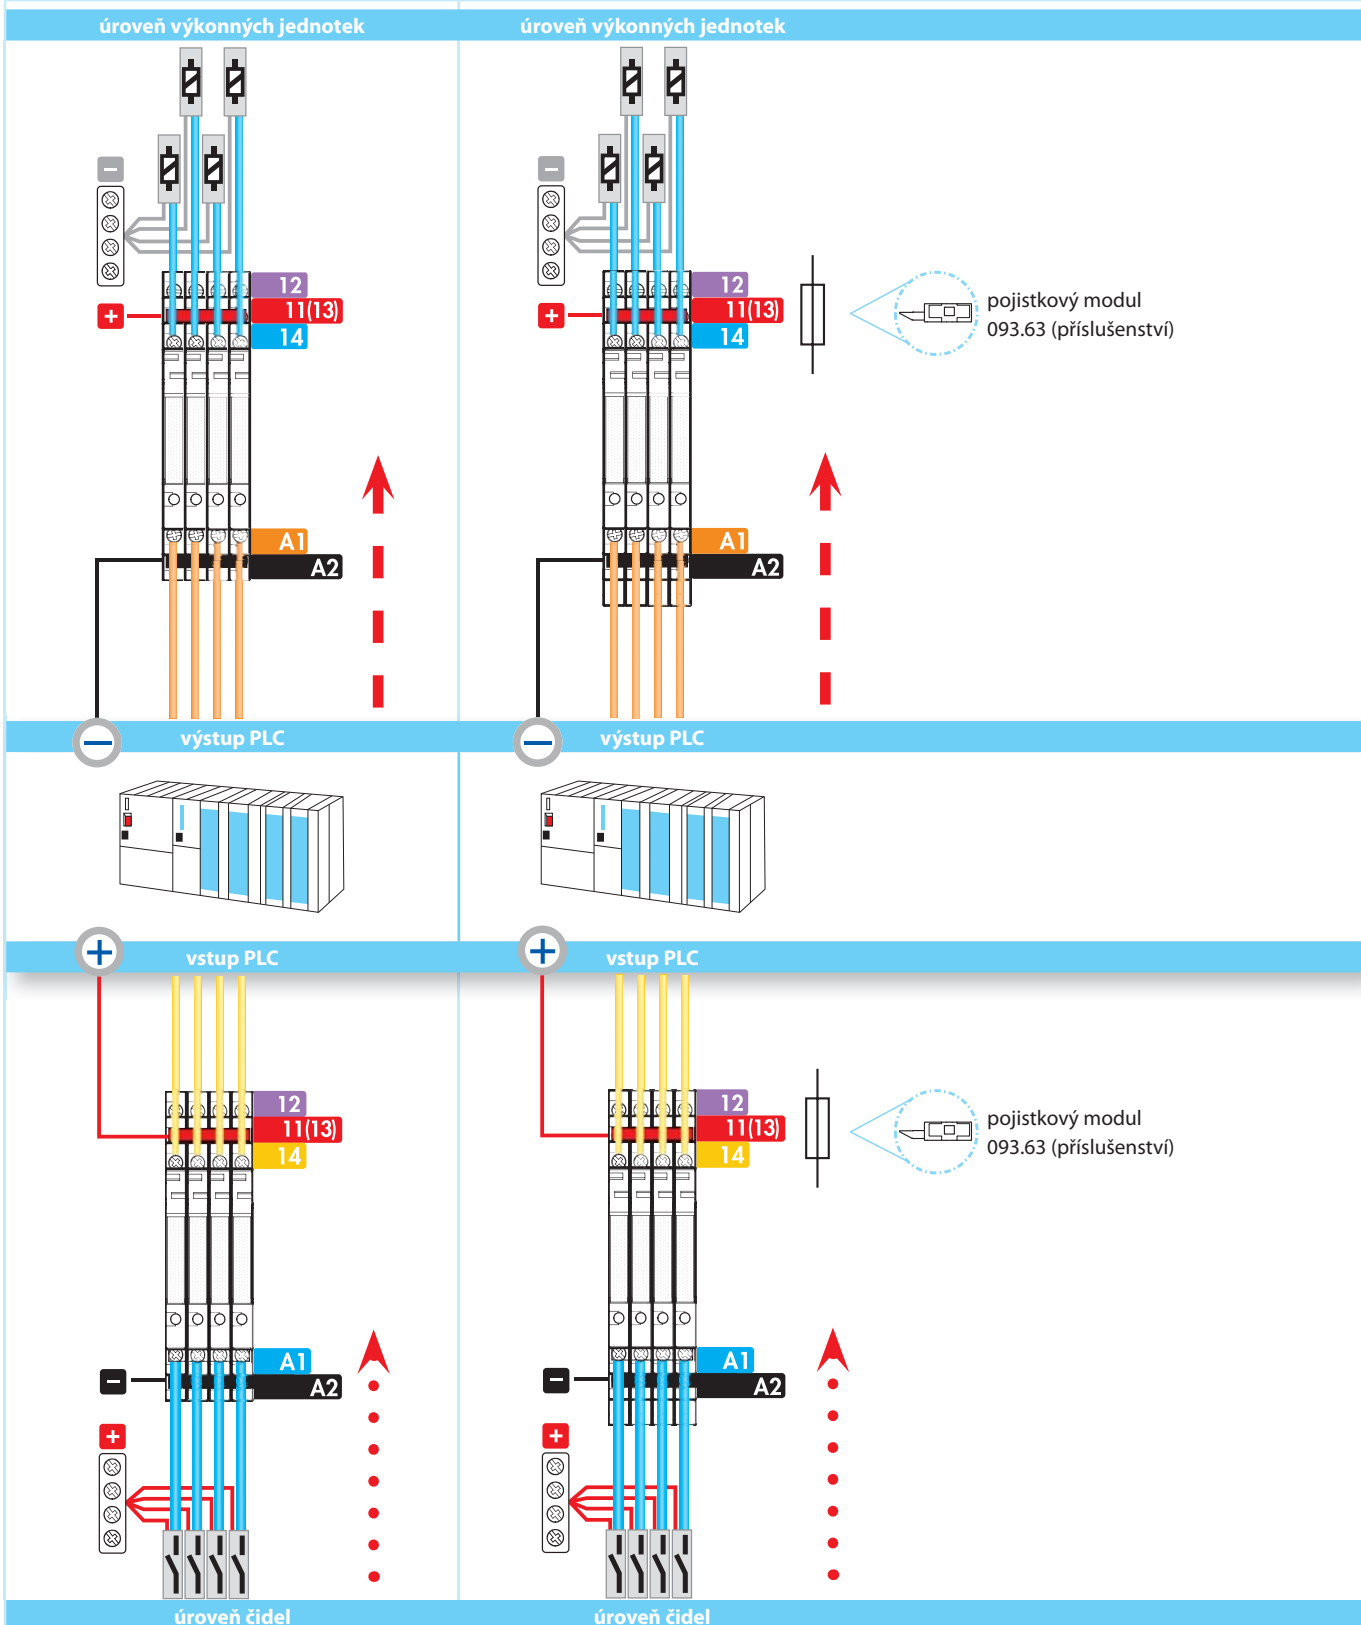 úroveň výkonných jednotek
úroveň výkonných jednotek
−
−
12
12
+
11(13)
+
11(13)
14
14
pojistkový modul
093.63 (příslušenství)
A1
A1
A2
A2
−
výstup PLC
−
výstup PLC
+
vstup PLC
+
vstup PLC
12
12
11(13)
11(13)
14
14
pojistkový modul
093.63 (příslušenství)
A1
A1
−
A2
−
A2
+
+
úroveň čidel
úroveň čidel